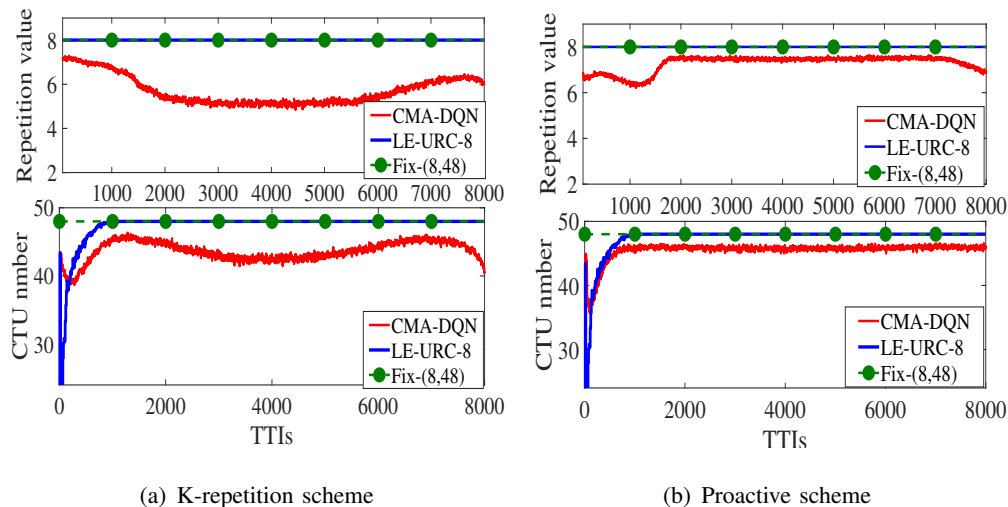 Repetition value
8
6
4
2
CMA-DQN
LE-URC-8
Fix-(8,48)
1000 2000 3000 4000 5000 6000 7000 8000
CTU nmber
50
40
30
CMA-DQN
LE-URC-8
Fix-(8,48)
0 2000 4000 6000 8000
TTIs
(a) K-repetition scheme
Repetition value
8
6
4
2
CMA-DQN
LE-URC-8
Fix-(8,48)
1000 2000 3000 4000 5000 6000 7000 8000
CTU nmber
50
40
30
CMA-DQN
LE-URC-8
Fix-(8,48)
0 2000 4000 6000 8000
TTIs
(b) Proactive scheme